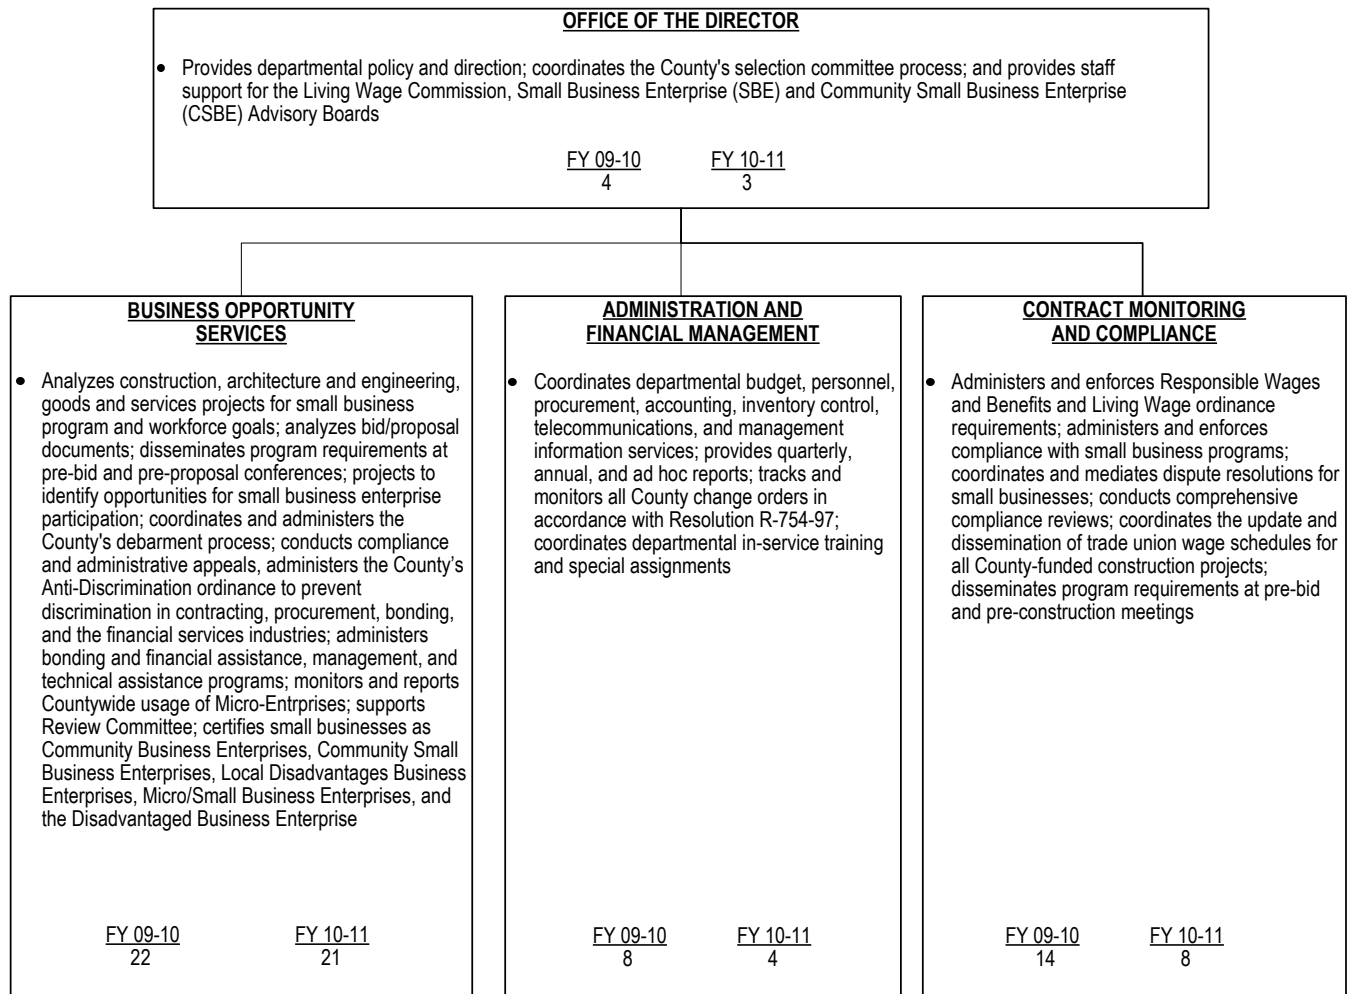 OFFICE OF THE DIRECTOR
• Provides departmental policy and direction; coordinates the County's selection committee process; and provides staff
support for the Living Wage Commission, Small Business Enterprise (SBE) and Community Small Business Enterprise
(CSBE) Advisory Boards
FY 09-10 FY 10-11
4 3
BUSINESS OPPORTUNITY
SERVICES
• Analyzes construction, architecture and engineering,
goods and services projects for small business
program and workforce goals; analyzes bid/proposal
documents; disseminates program requirements at
pre-bid and pre-proposal conferences; projects to
identify opportunities for small business enterprise
participation; coordinates and administers the
County's debarment process; conducts compliance
and administrative appeals, administers the County’s
Anti-Discrimination ordinance to prevent
discrimination in contracting, procurement, bonding,
and the financial services industries; administers
bonding and financial assistance, management, and
technical assistance programs; monitors and reports
Countywide usage of Micro-Entrprises; supports
Review Committee; certifies small businesses as
Community Business Enterprises, Community Small
Business Enterprises, Local Disadvantages Business
Enterprises, Micro/Small Business Enterprises, and
the Disadvantaged Business Enterprise
FY 09-10 FY 10-11
22 21
ADMINISTRATION AND
FINANCIAL MANAGEMENT
• Coordinates departmental budget, personnel,
procurement, accounting, inventory control,
telecommunications, and management
information services; provides quarterly,
annual, and ad hoc reports; tracks and
monitors all County change orders in
accordance with Resolution R-754-97;
coordinates departmental in-service training
and special assignments
FY 09-10 FY 10-11
8 4
CONTRACT MONITORING
AND COMPLIANCE
• Administers and enforces Responsible Wages
and Benefits and Living Wage ordinance
requirements; administers and enforces
compliance with small business programs;
coordinates and mediates dispute resolutions for
small businesses; conducts comprehensive
compliance reviews; coordinates the update and
dissemination of trade union wage schedules for
all County-funded construction projects;
disseminates program requirements at pre-bid
and pre-construction meetings
FY 09-10 FY 10-11
14 8